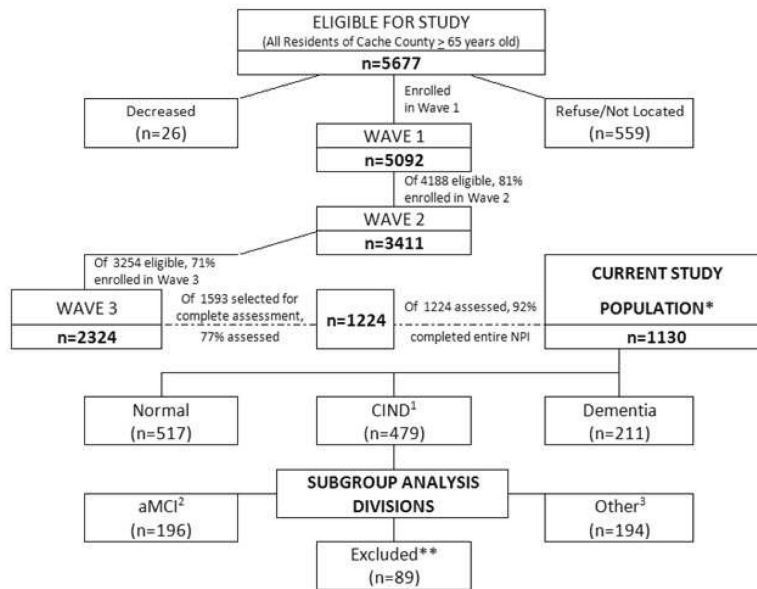 ELIGIBLE FOR STUDY
(All Residents of Cache County ≥ 65 years old)
n=5677
Enrolled
in Wave 1
Decreased
(n=26)
Refuse/Not Located
(n=559)
WAVE 1
n=5092
Of 4188 eligible, 81%
enrolled in Wave 2
WAVE 2
n=3411
Of 3254 eligible, 71%
enrolled in Wave 3
WAVE 3
n=2324
Of 1593 selected for
complete assessment,
77% assessed
n=1224
Of 1224 assessed, 92%
completed entire NPI
CURRENT STUDY
POPULATION*
n=1130
Normal
(n=517)
CIND¹
(n=479)
Dementia
(n=211)
SUBGROUP ANALYSIS
DIVISIONS
aMCI²
(n=196)
Other³
(n=194)
Excluded**
(n=89)